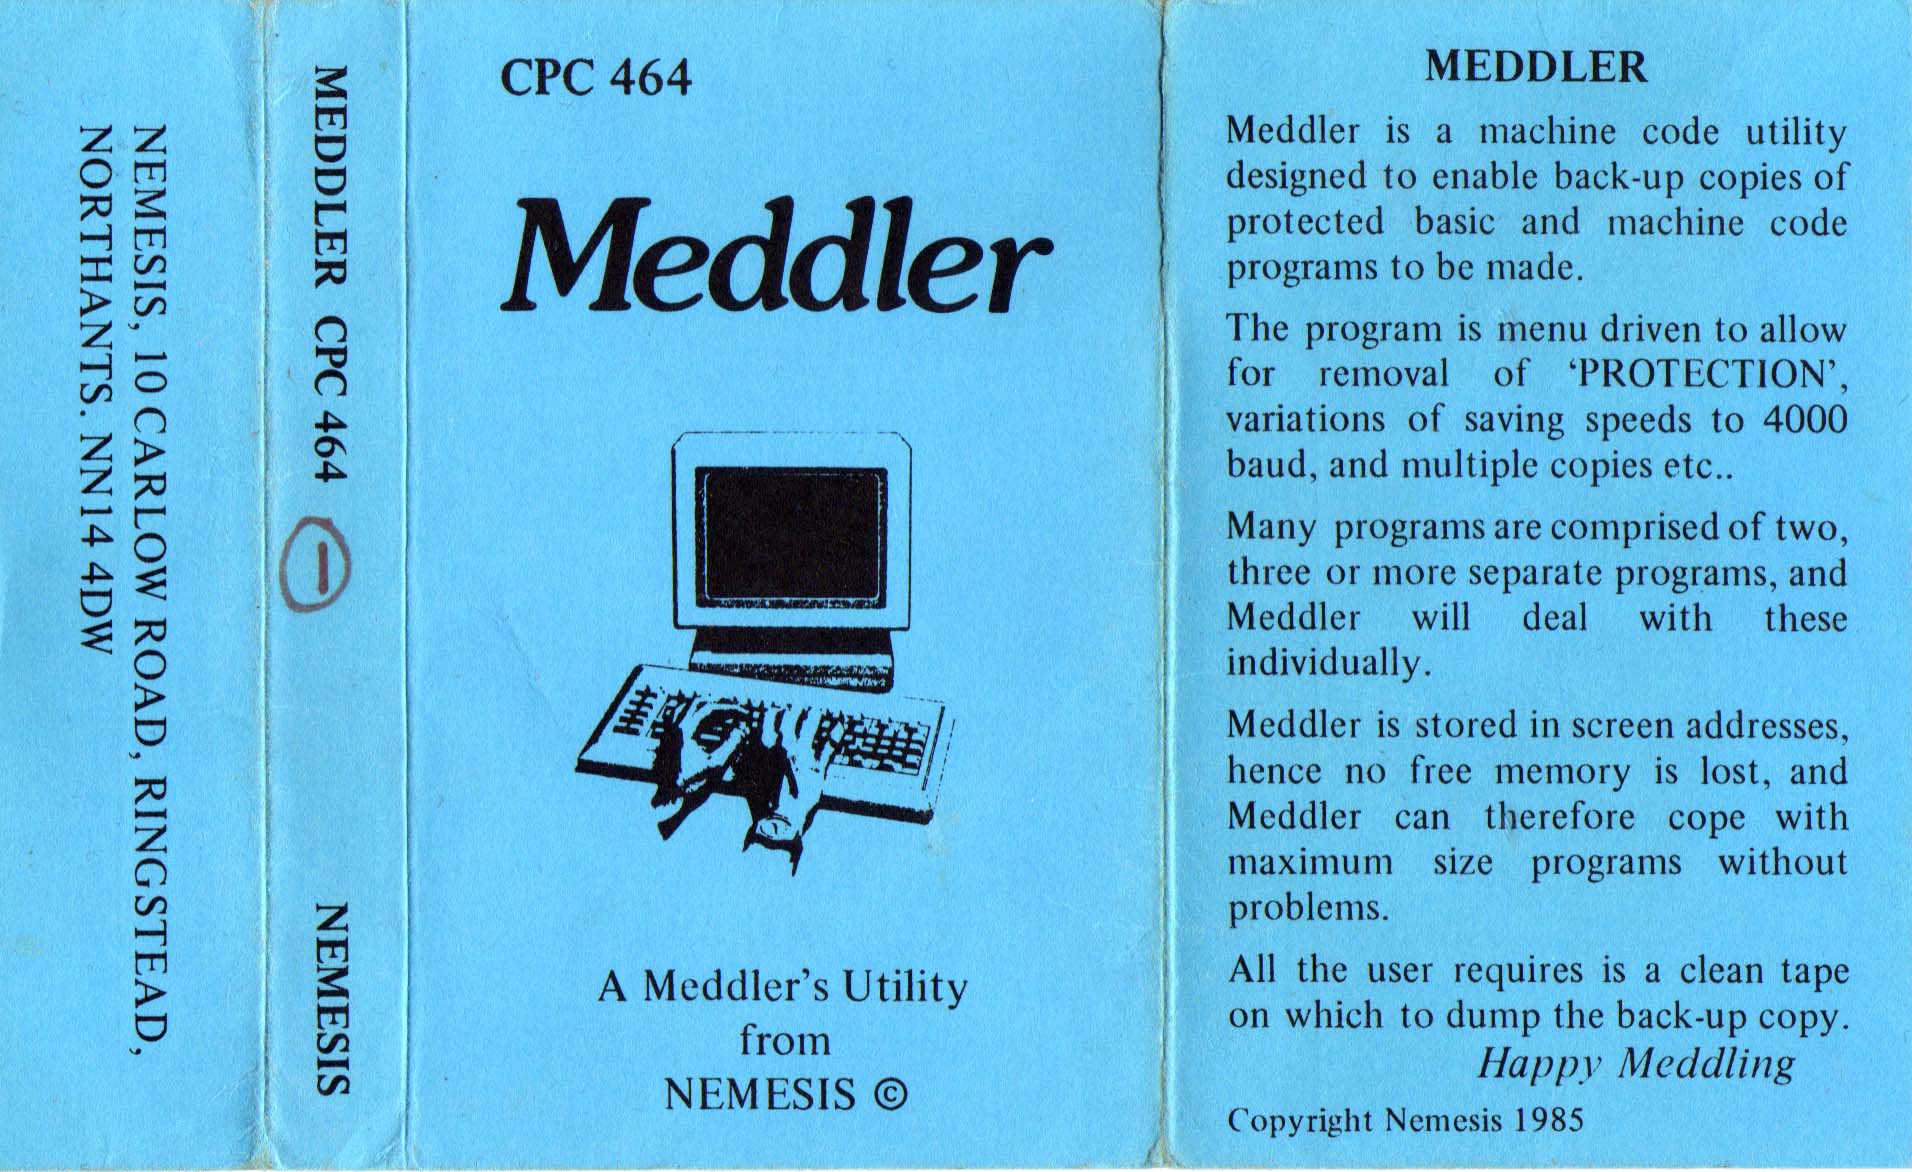 NEMESIS, 10 CARLOW ROAD, RINGSTEAD,
NORTHANTS. NN14 4DW
MEDDLER CPC 464 1 NEMESIS
CPC 464
Meddler
A Meddler's Utility
from
NEMESIS ©
MEDDLER
Meddler is a machine code utility
designed to enable back-up copies of
protected basic and machine code
programs to be made.
The program is menu driven to allow
for removal of ‘PROTECTION’,
variations of saving speeds to 4000
baud, and multiple copies etc..
Many programs are comprised of two,
three or more separate programs, and
Meddler will deal with these
individually.
Meddler is stored in screen addresses,
hence no free memory is lost, and
Meddler can therefore cope with
maximum size programs without
problems.
All the user requires is a clean tape
on which to dump the back-up copy.
Happy Meddling
Copyright Nemesis 1985